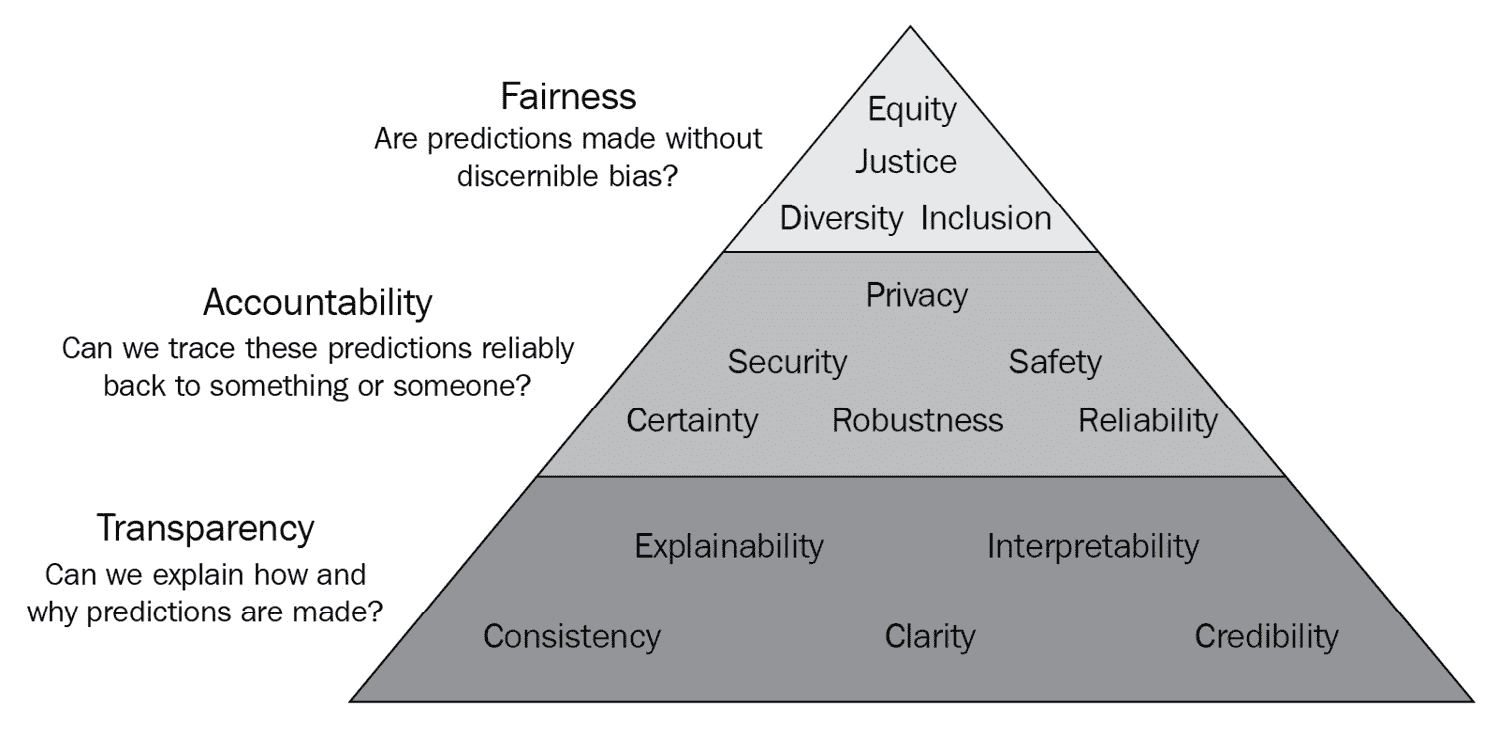 Fairness
Are predictions made without
discernible bias?
Equity
Justice
Diversity Inclusion
Accountability
Can we trace these predictions reliably
back to something or someone?
Privacy
Security Safety
Certainty Robustness Reliability
Transparency
Can we explain how and
why predictions are made?
Explainability Interpretability
Consistency Clarity Credibility